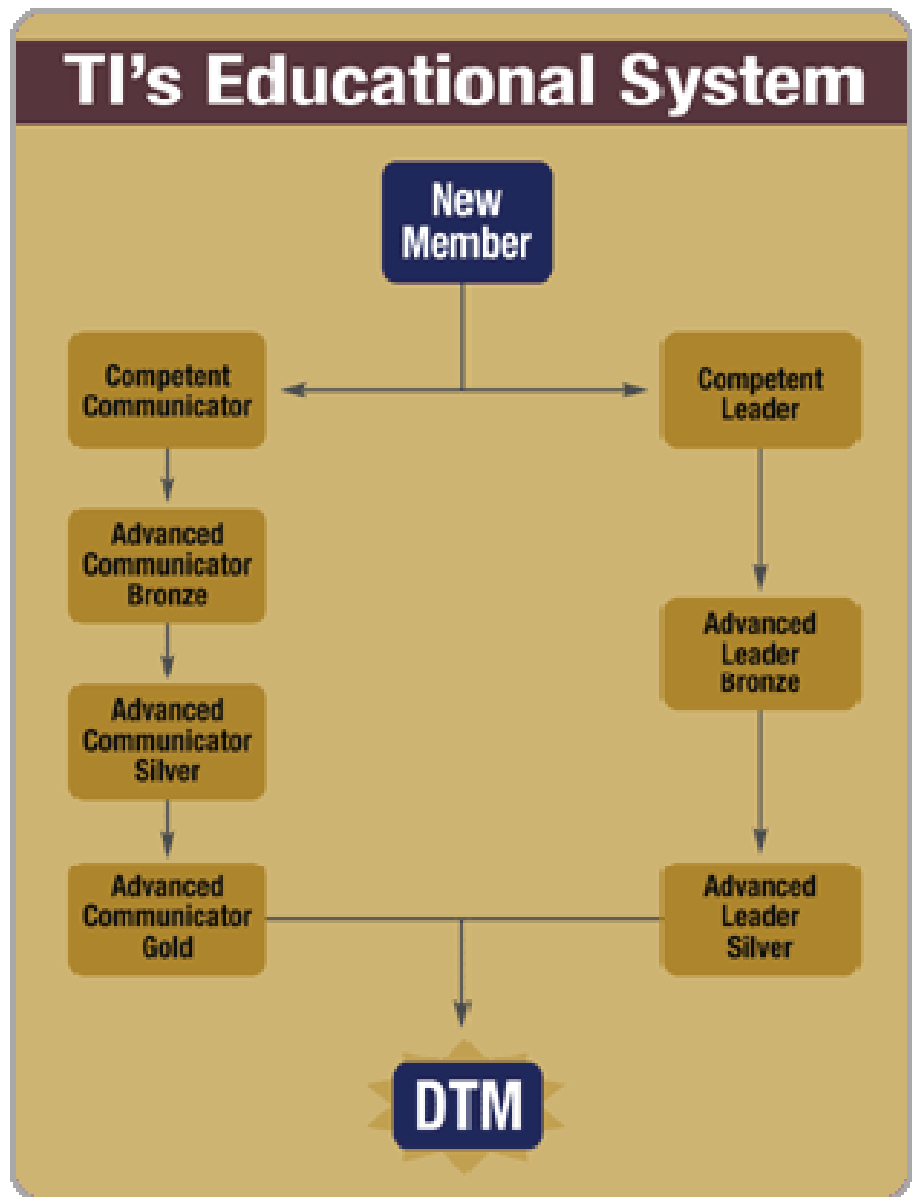 TI's Educational System
New
Member
Competent
Communicator
Competent
Leader
Advanced
Communicator
Bronze
Advanced
Leader
Bronze
Advanced
Communicator
Silver
Advanced
Communicator
Gold
Advanced
Leader
Silver
DTM